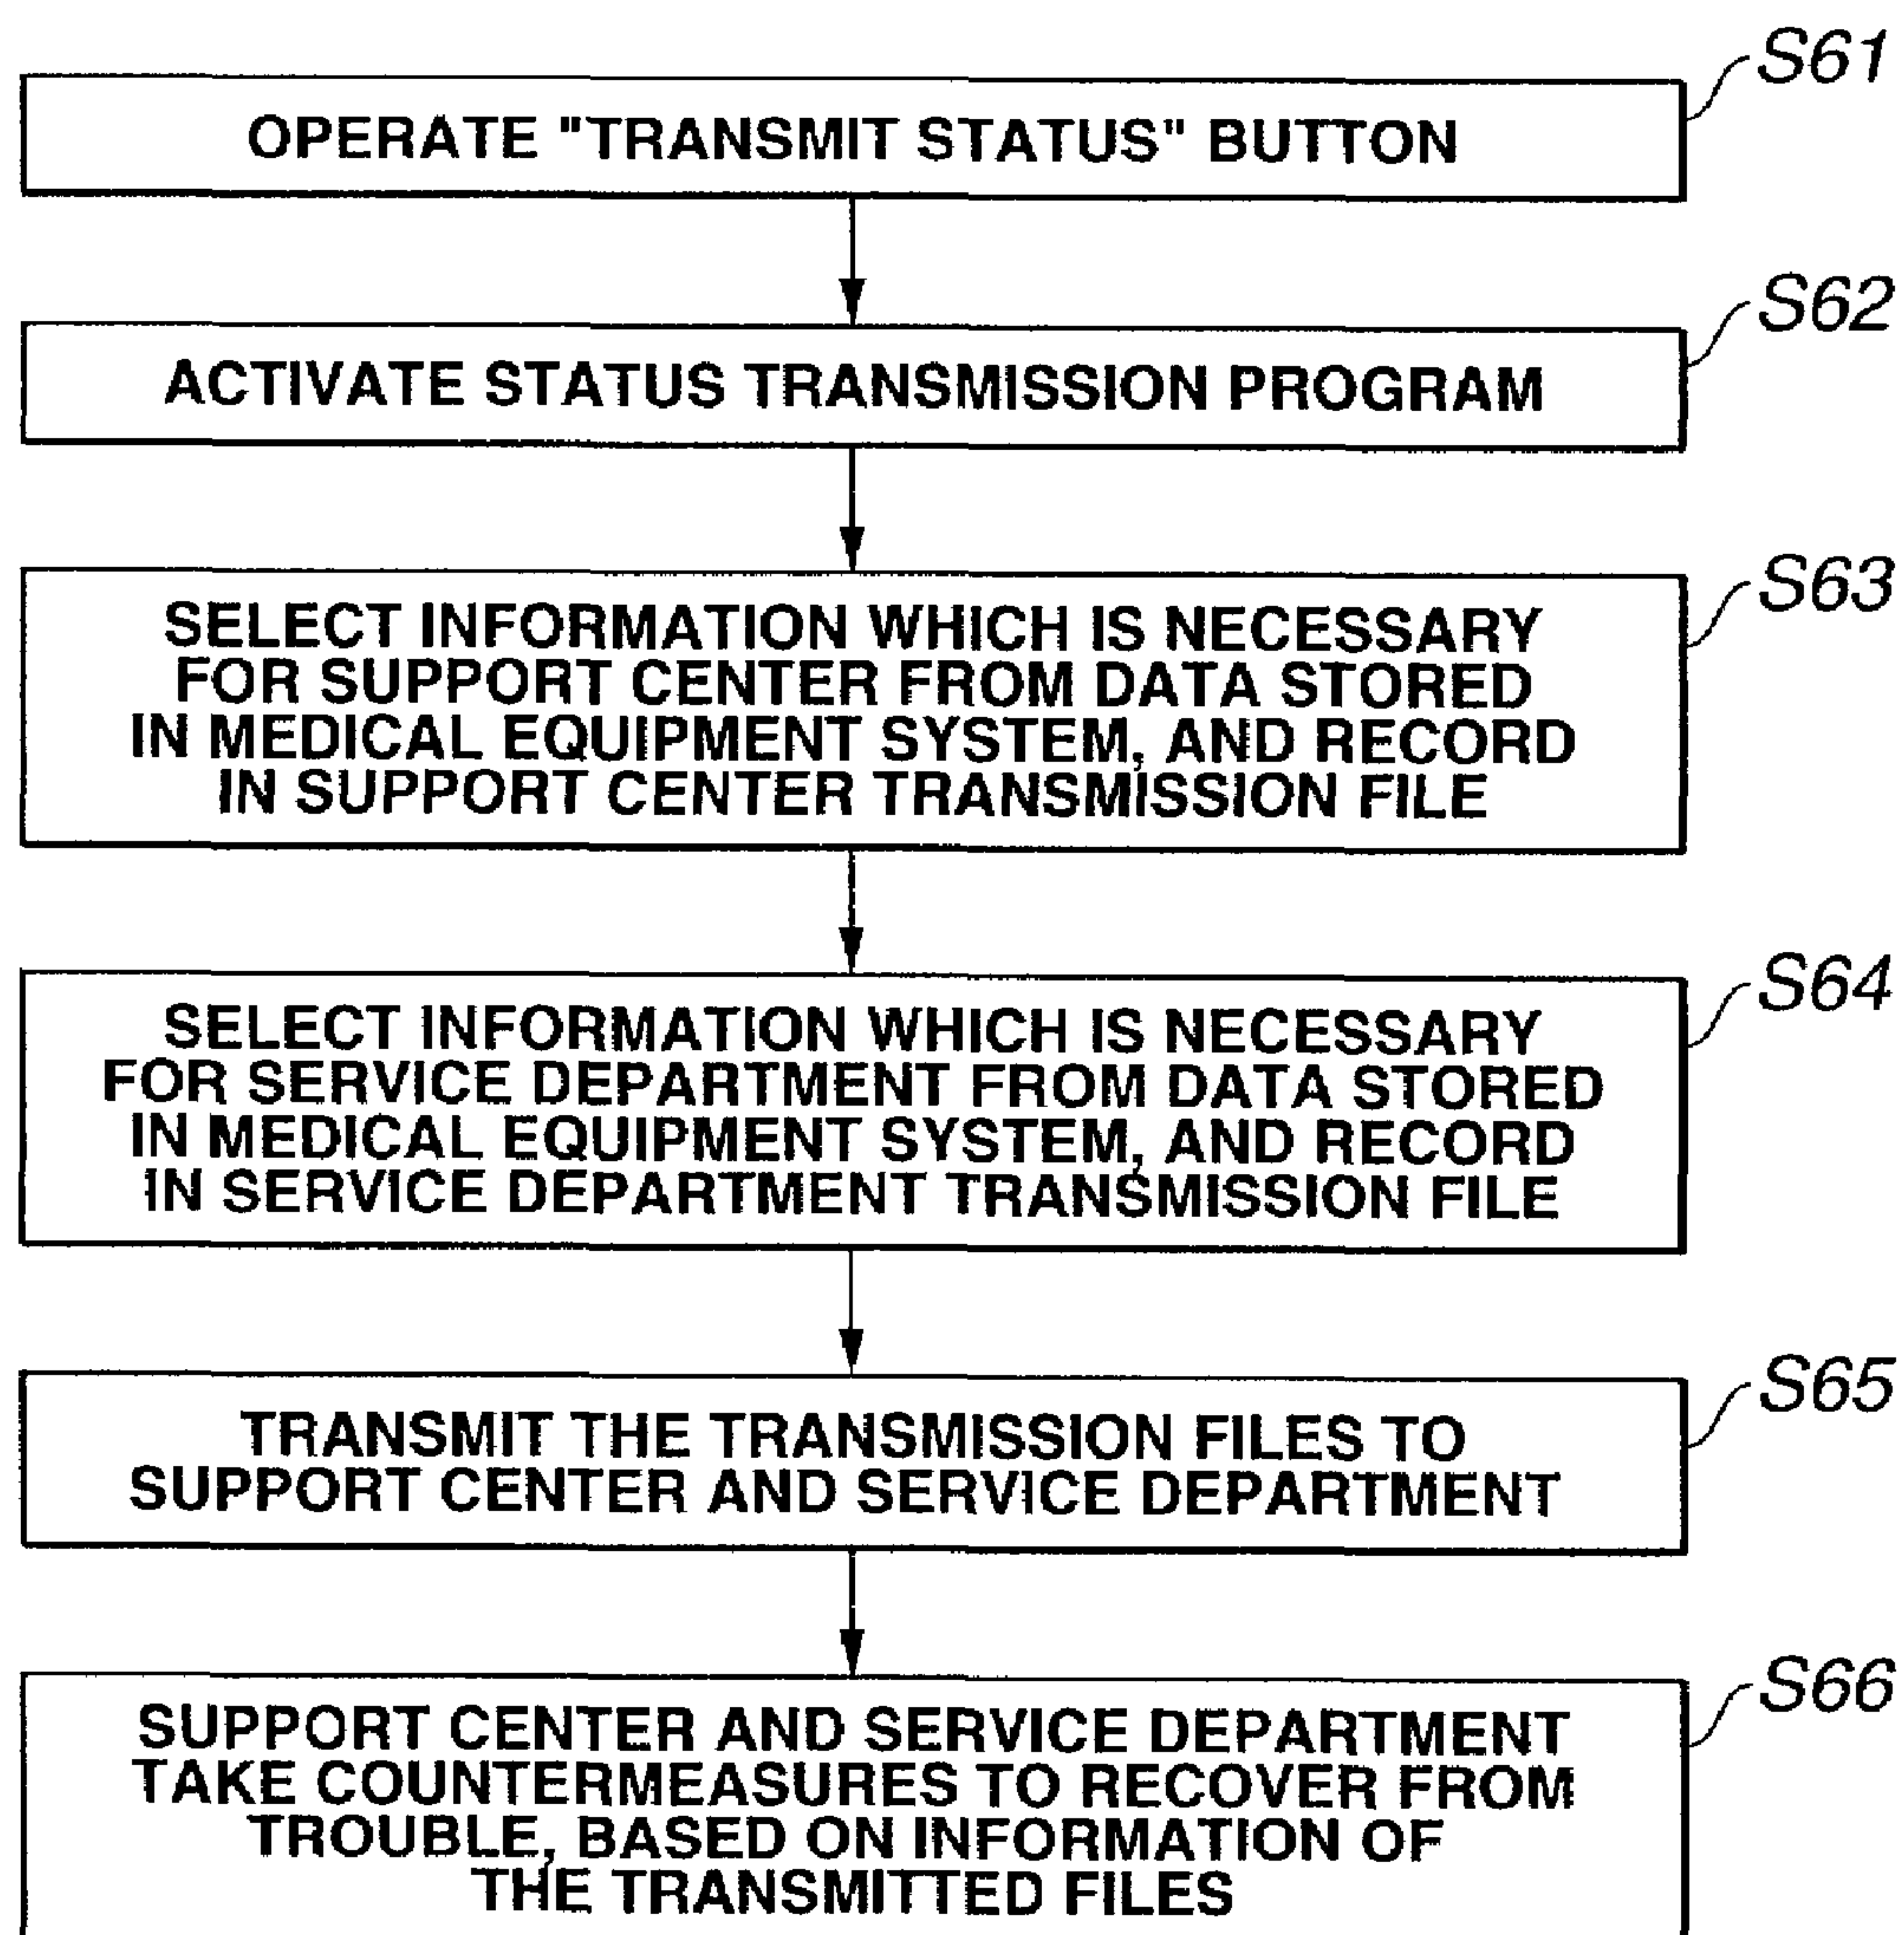 S61
OPERATE "TRANSMIT STATUS" BUTTON
S62
ACTIVATE STATUS TRANSMISSION PROGRAM
S63
SELECT INFORMATION WHICH IS NECESSARY
FOR SUPPORT CENTER FROM DATA STORED
IN MEDICAL EQUIPMENT SYSTEM, AND RECORD
IN SUPPORT CENTER TRANSMISSION FILE
S64
SELECT INFORMATION WHICH IS NECESSARY
FOR SERVICE DEPARTMENT FROM DATA STORED
IN MEDICAL EQUIPMENT SYSTEM, AND RECORD
IN SERVICE DEPARTMENT TRANSMISSION FILE
S65
TRANSMIT THE TRANSMISSION FILES TO
SUPPORT CENTER AND SERVICE DEPARTMENT
S66
SUPPORT CENTER AND SERVICE DEPARTMENT
TAKE COUNTERMEASURES TO RECOVER FROM
TROUBLE, BASED ON INFORMATION OF
THE TRANSMITTED FILES